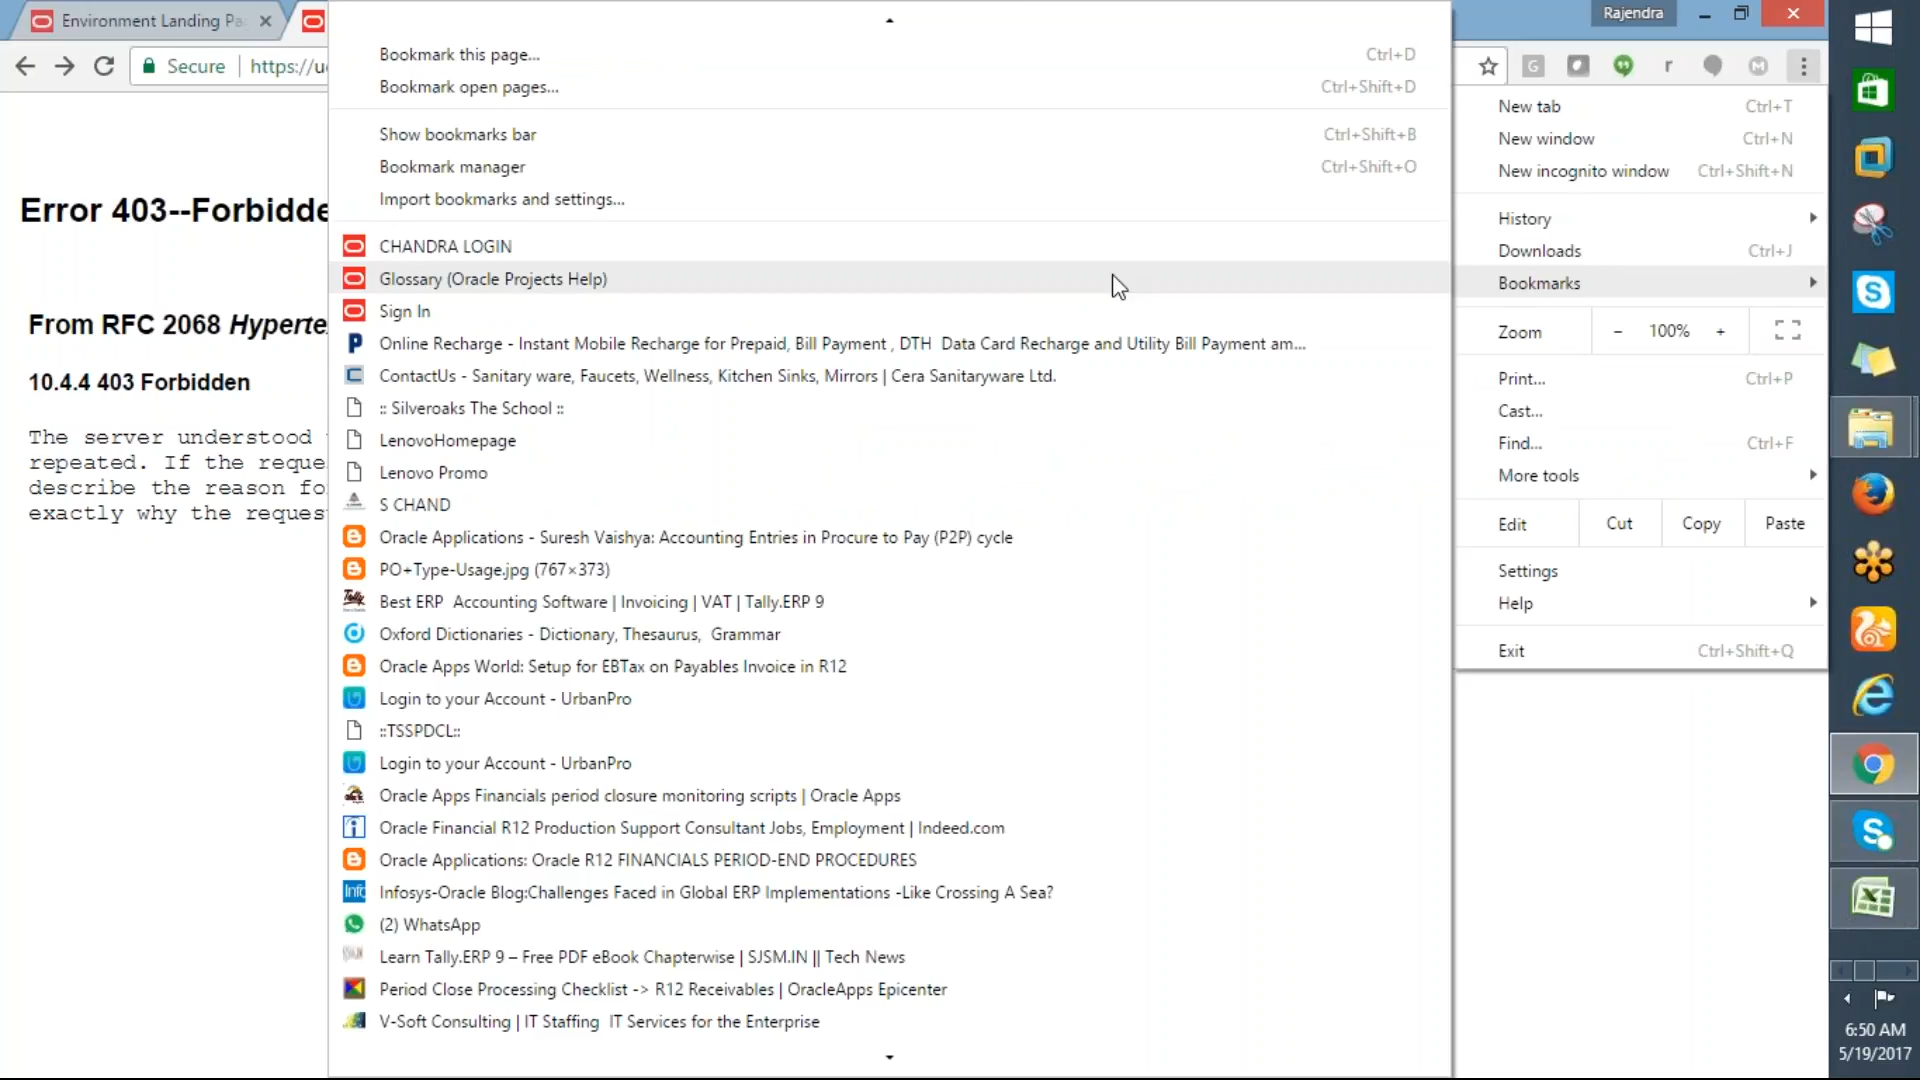 Environment Landing Pa
Rajendra
Secure
https://u
Error 403--Forbidde
From RFC 2068 Hyperte
10.4.4 403 Forbidden
The server understood
repeated. If the reque
describe the reason fo
exactly why the reques
Bookmark this page... Ctrl+D
Bookmark open pages... Ctrl+Shift+D
Show bookmarks bar Ctrl+Shift+B
Bookmark manager Ctrl+Shift+O
Import bookmarks and settings...
CHANDRA LOGIN
Glossary (Oracle Projects Help)
Sign In
Online Recharge - Instant Mobile Recharge for Prepaid, Bill Payment , DTH  Data Card Recharge and Utility Bill Payment am...
ContactUs - Sanitary ware, Faucets, Wellness, Kitchen Sinks, Mirrors | Cera Sanitaryware Ltd.
:: Silveroaks The School ::
LenovoHomepage
Lenovo Promo
S CHAND
Oracle Applications - Suresh Vaishya: Accounting Entries in Procure to Pay (P2P) cycle
PO+Type-Usage.jpg (767×373)
Best ERP  Accounting Software | Invoicing | VAT | Tally.ERP 9
Oxford Dictionaries - Dictionary, Thesaurus,  Grammar
Oracle Apps World: Setup for EBTax on Payables Invoice in R12
Login to your Account - UrbanPro
::TSSPDCL::
Login to your Account - UrbanPro
Oracle Apps Financials period closure monitoring scripts | Oracle Apps
Oracle Financial R12 Production Support Consultant Jobs, Employment | Indeed.com
Oracle Applications: Oracle R12 FINANCIALS PERIOD-END PROCEDURES
Infosys-Oracle Blog:Challenges Faced in Global ERP Implementations -Like Crossing A Sea?
(2) WhatsApp
Learn Tally.ERP 9 – Free PDF eBook Chapterwise | SJSM.IN || Tech News
Period Close Processing Checklist -> R12 Receivables | OracleApps Epicenter
V-Soft Consulting | IT Staffing  IT Services for the Enterprise
New tab Ctrl+T
New window Ctrl+N
New incognito window Ctrl+Shift+N
History
Downloads Ctrl+J
Bookmarks
Zoom − 100% +
Print... Ctrl+P
Cast...
Find... Ctrl+F
More tools
Edit Cut Copy Paste
Settings
Help
Exit Ctrl+Shift+Q
6:50 AM
5/19/2017